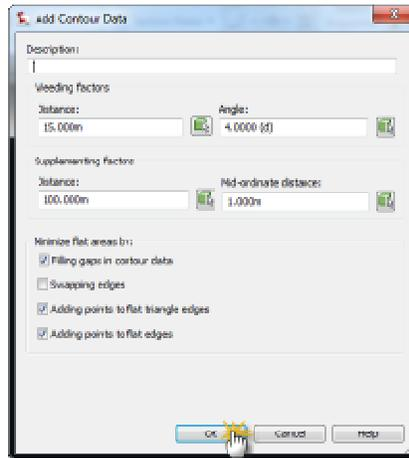 Add Contour Data
Description:
Weeding factors
Distance:
Angle:
15.000m
4.0000 (d)
Supplementing factors
Distance:
Mid-ordinate distance:
100.000m
1.000m
Minimize flat areas by:
Filling gaps in contour data
Swapping edges
Adding points to flat triangle edges
Adding points to flat edges
OK
Cancel
Help